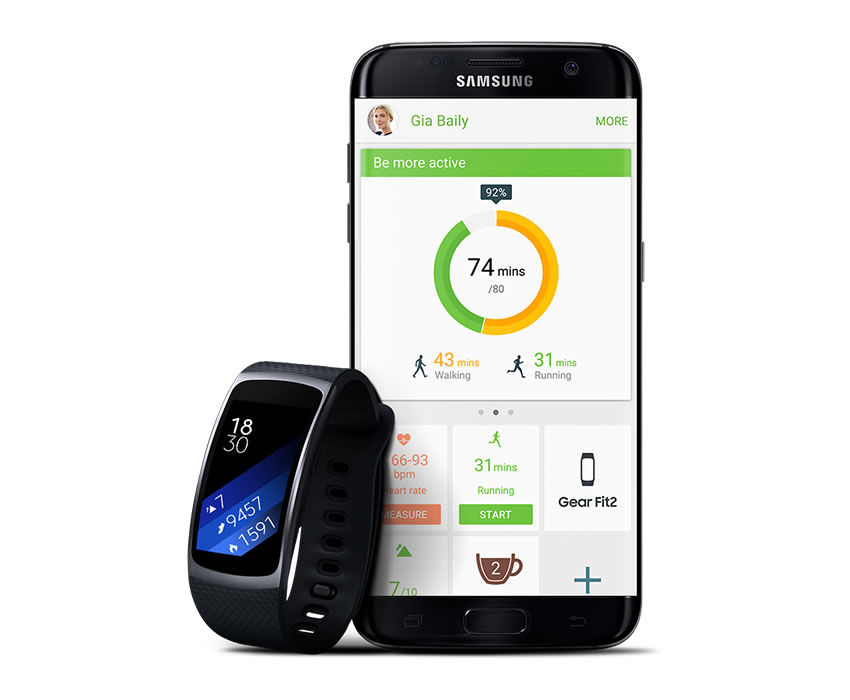 SAMSUNG
Gia Baily
MORE
Be more active
92%
74 mins
/80
43 mins
Walking
31 mins
Running
18
30
7
9457
1591
66-93
bpm
eart rate
MEASURE
31 mins
Running
START
Gear Fit2
7/10
2